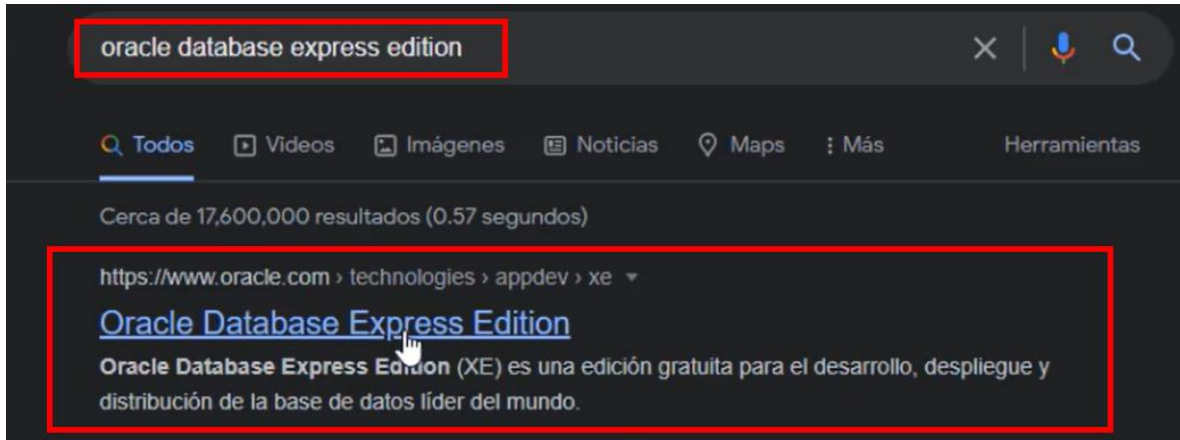 oracle database express edition
Todos Videos Imágenes Noticias Maps Más Herramientas
Cerca de 17,600,000 resultados (0.57 segundos)
https://www.oracle.com › technologies › appdev › xe
Oracle Database Express Edition
Oracle Database Express Edition (XE) es una edición gratuita para el desarrollo, despliegue y
distribución de la base de datos líder del mundo.